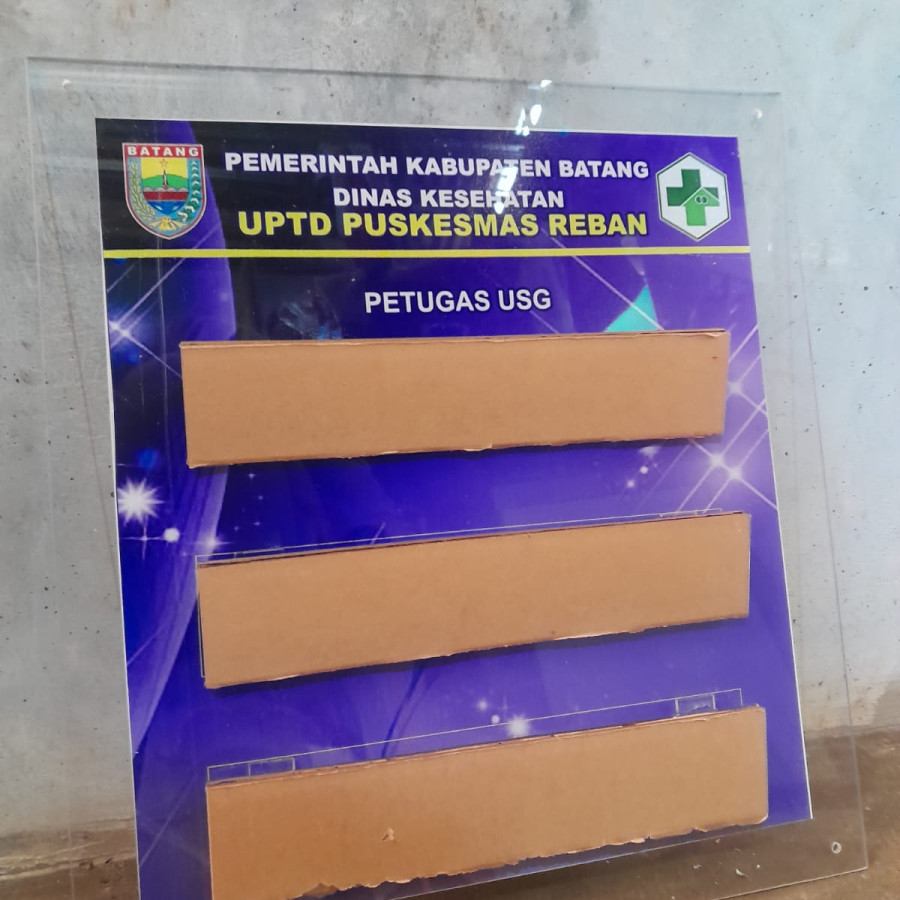 BATANG
PEMERINTAH KABUPATEN BATANG
DINAS KESEHATAN
UPTD PUSKESMAS REBAN
PETUGAS USG